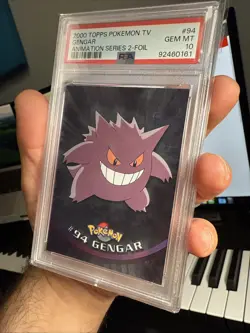 2000 TOPPS POKEMON TV #94
GENGAR GEM MT
ANIMATION SERIES 2-FOIL 10
PSA 92460161
POKéMON
#94 GENGAR